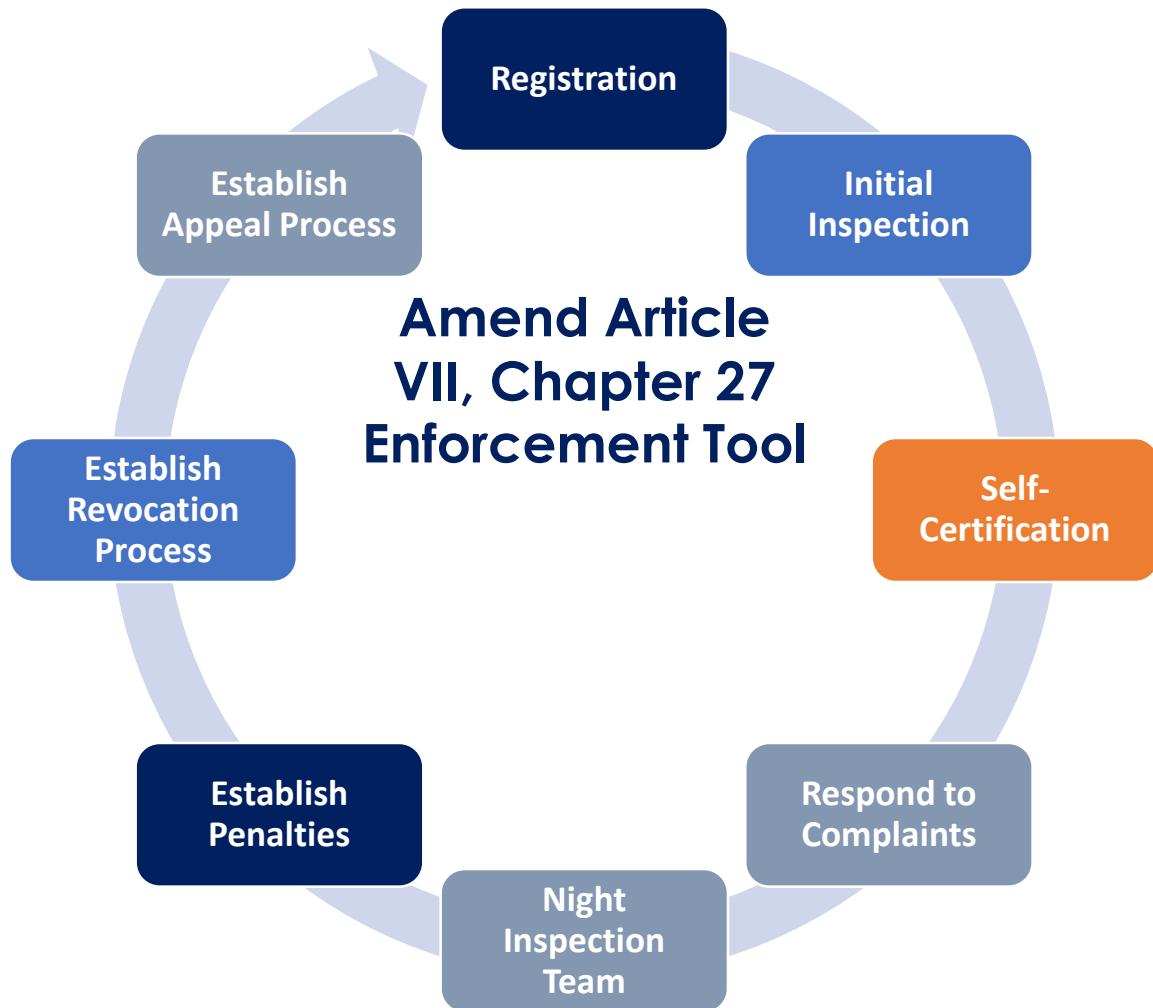 Registration
Initial
Inspection
Self-
Certification
Respond to
Complaints
Night
Inspection
Team
Establish
Penalties
Establish
Revocation
Process
Establish
Appeal Process
Amend Article
VII, Chapter 27
Enforcement Tool